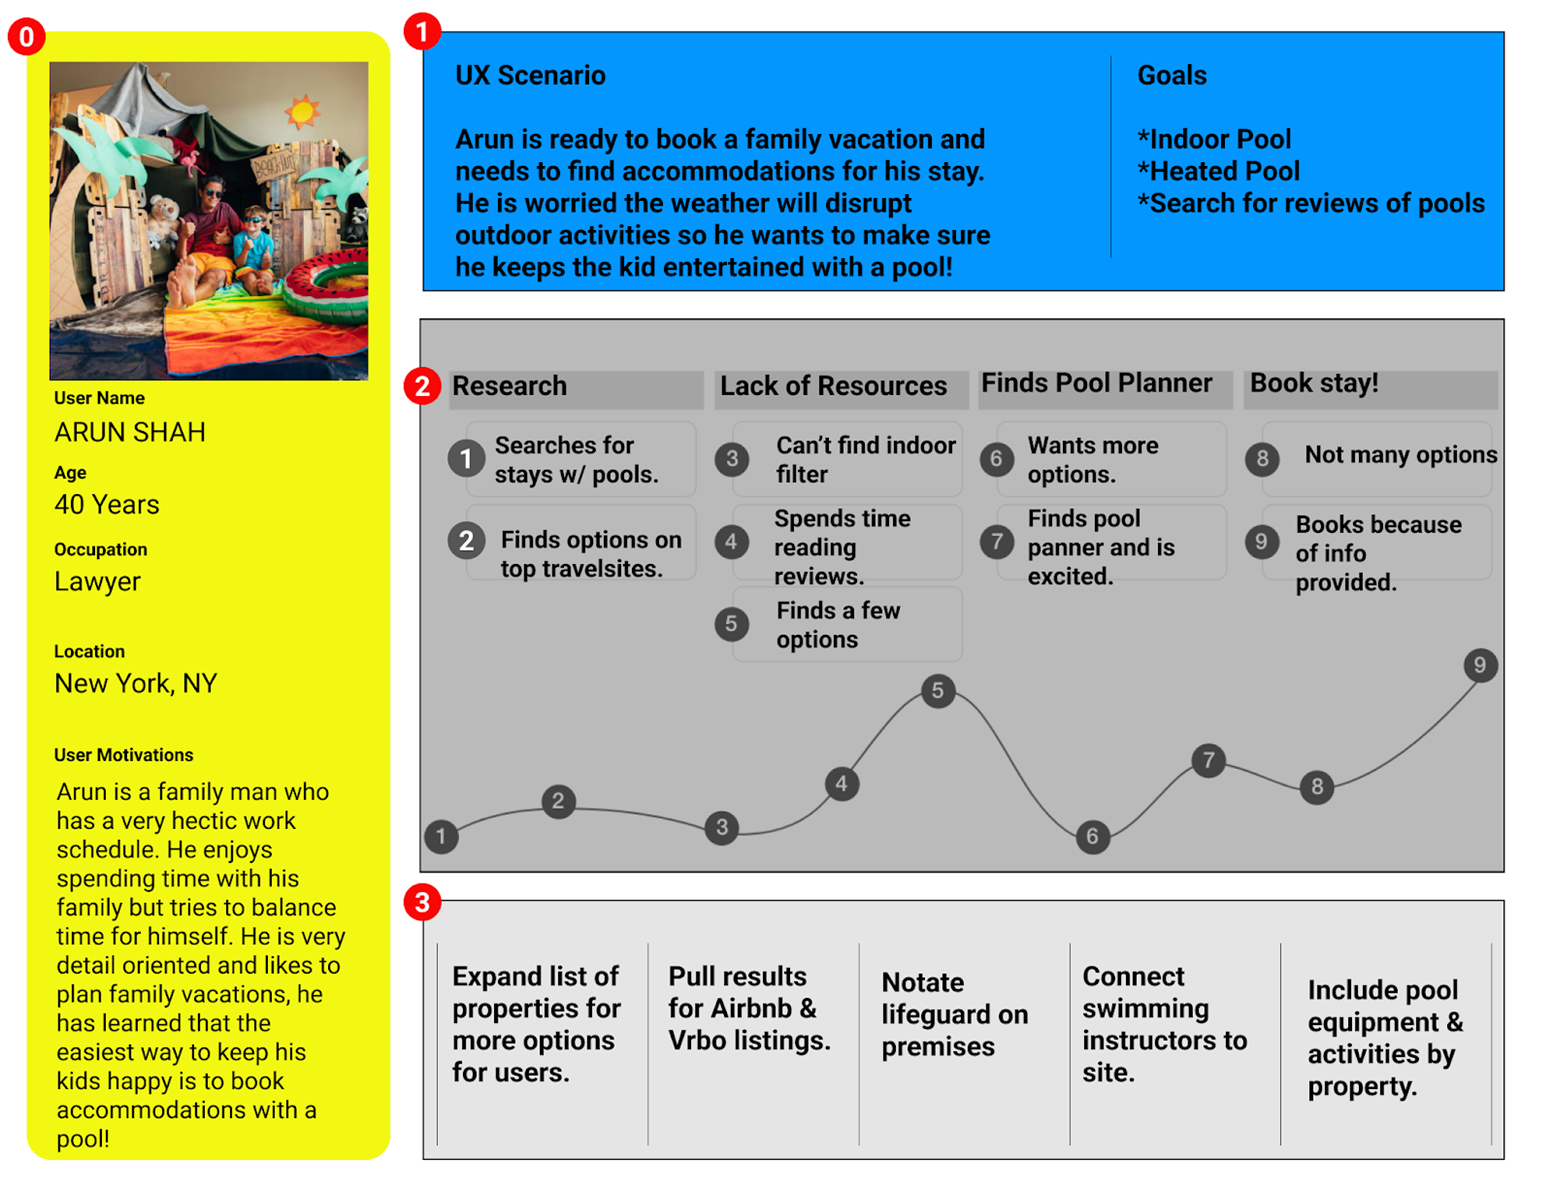 0
BEACH HUT
User Name
ARUN SHAH
Age
40 Years
Occupation
Lawyer
Location
New York, NY
User Motivations
Arun is a family man who
has a very hectic work
schedule. He enjoys
spending time with his
family but tries to balance
time for himself. He is very
detail oriented and likes to
plan family vacations, he
has learned that the
easiest way to keep his
kids happy is to book
accommodations with a
pool!
1
UX Scenario
Arun is ready to book a family vacation and
needs to find accommodations for his stay.
He is worried the weather will disrupt
outdoor activities so he wants to make sure
he keeps the kid entertained with a pool!
Goals
*Indoor Pool
*Heated Pool
*Search for reviews of pools
2
Research
1
Searches for
stays w/ pools.
2
Finds options on
top travelsites.
Lack of Resources
3
Can't find indoor
filter
4
Spends time
reading
reviews.
5
Finds a few
options
Finds Pool Planner
6
Wants more
options.
7
Finds pool
panner and is
excited.
Book stay!
8
Not many options
9
Books because
of info
provided.
1
2
3
4
5
6
7
8
9
3
Expand list of
properties for
more options
for users.
Pull results
for Airbnb &
Vrbo listings.
Notate
lifeguard on
premises
Connect
swimming
instructors to
site.
Include pool
equipment &
activities by
property.